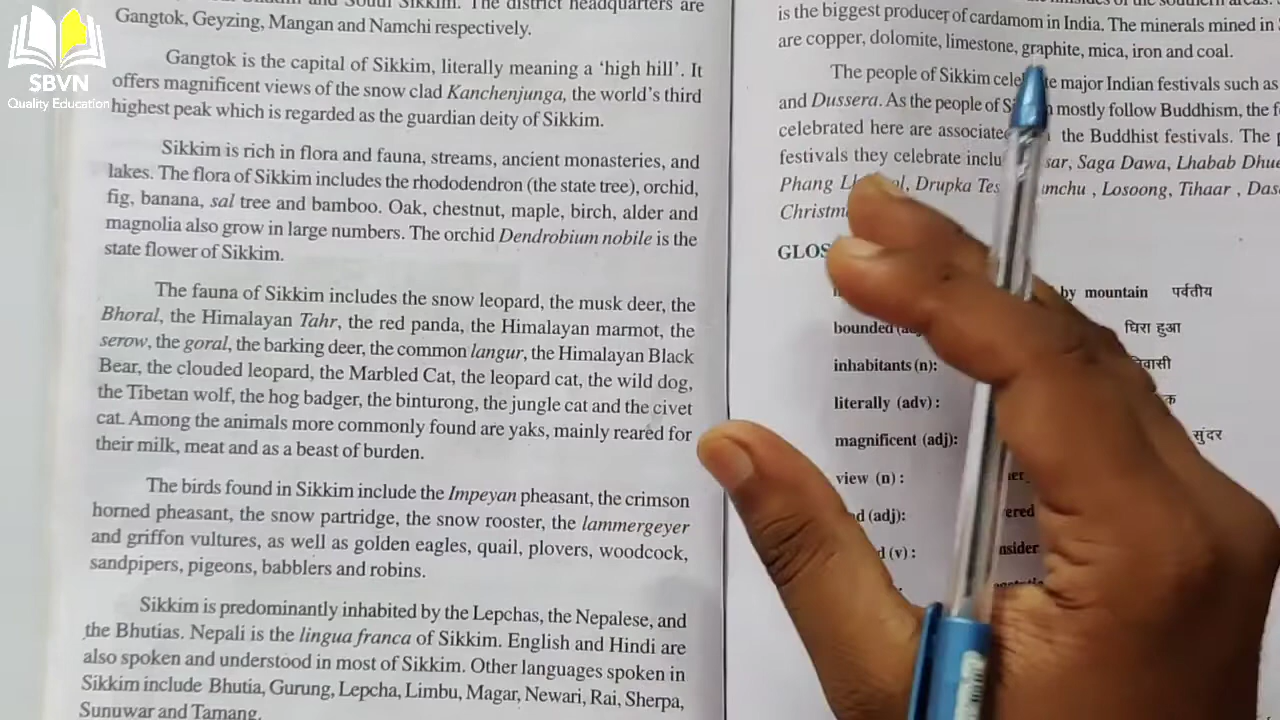 SBVN
Quality Education
South Sikkim. The district headquarters are
Gangtok, Geyzing, Mangan and Namchi respectively.
Gangtok is the capital of Sikkim, literally meaning a ‘high hill’. It
offers magnificent views of the snow clad Kanchenjunga, the world’s third
highest peak which is regarded as the guardian deity of Sikkim.
Sikkim is rich in flora and fauna, streams, ancient monasteries, and
lakes. The flora of Sikkim includes the rhododendron (the state tree), orchid,
fig, banana, sal tree and bamboo. Oak, chestnut, maple, birch, alder and
magnolia also grow in large numbers. The orchid Dendrobium nobile is the
state flower of Sikkim.
The fauna of Sikkim includes the snow leopard, the musk deer, the
Bhoral, the Himalayan Tahr, the red panda, the Himalayan marmot, the
serow, the goral, the barking deer, the common langur, the Himalayan Black
Bear, the clouded leopard, the Marbled Cat, the leopard cat, the wild dog,
the Tibetan wolf, the hog badger, the binturong, the jungle cat and the civet
cat. Among the animals more commonly found are yaks, mainly reared for
their milk, meat and as a beast of burden.
The birds found in Sikkim include the Impeyan pheasant, the crimson
horned pheasant, the snow partridge, the snow rooster, the lammergeyer
and griffon vultures, as well as golden eagles, quail, plovers, woodcock,
sandpipers, pigeons, babblers and robins.
Sikkim is predominantly inhabited by the Lepchas, the Nepalese, and
the Bhutias. Nepali is the lingua franca of Sikkim. English and Hindi are
also spoken and understood in most of Sikkim. Other languages spoken in
Sikkim include Bhutia, Gurung, Lepcha, Limbu, Magar, Newari, Rai, Sherpa,
Sunuwar and Tamang.
is the biggest producer of cardamom in India. The minerals mined in
are copper, dolomite, limestone, graphite, mica, iron and coal.
The people of Sikkim major Indian festivals such as
and Dussera. As the people of mostly follow Buddhism, the
celebrated here are the Buddhist festivals. The
festivals they celebrate Saga Dawa, Lhabab
Phang Drupka Losoong, Tihaar ,
by mountain पर्वतीय
bounded घिरा हुआ
inhabitants (n):
literally (adv) :
magnificent (adj): सुंदर
view (n) :
(adj):
(v) :